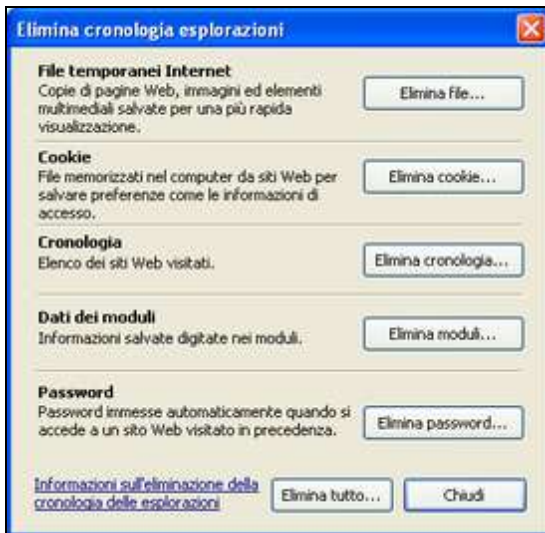 Elimina cronologia esplorazioni
File temporanei Internet
Copie di pagine Web, immagini ed elementi
multimediali salvate per una più rapida
visualizzazione.
Elimina file...
Cookie
File memorizzati nel computer da siti Web per
salvare preferenze come le informazioni di
accesso.
Elimina cookie...
Cronologia
Elenco dei siti Web visitati.
Elimina cronologia...
Dati dei moduli
Informazioni salvate digitate nei moduli.
Elimina moduli...
Password
Password immesse automaticamente quando si
accede a un sito Web visitato in precedenza.
Elimina password...
Informazioni sull'eliminazione della
cronologia delle esplorazioni
Elimina tutto...
Chiudi